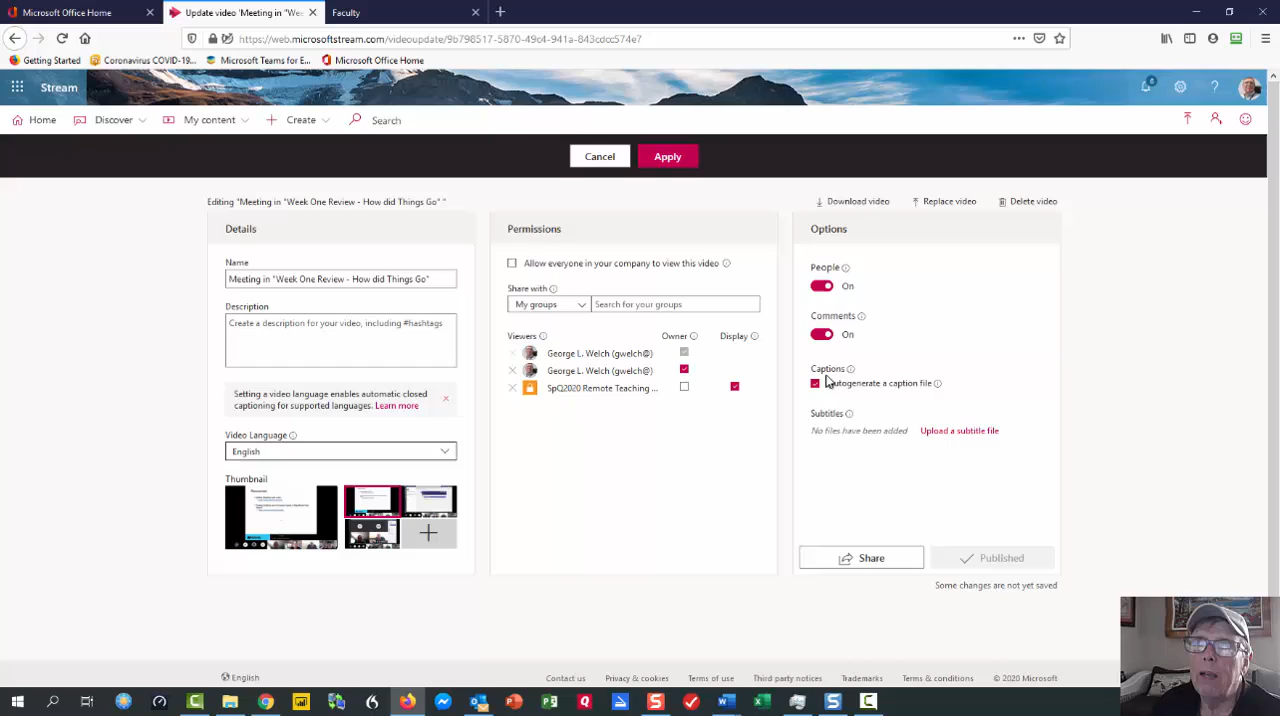 Microsoft Office Home
Update video 'Meeting in "Wee
Faculty
https://web.microsoftstream.com/videoupdate/9b798517-5870-49c4-941a-843cdcc574e7
Getting Started
Coronavirus COVID-19...
Microsoft Teams for E...
Microsoft Office Home
Stream
6
Home
Discover
My content
Create
Search
Cancel
Apply
Editing "Meeting in "Week One Review - How did Things Go" "
Download video
Replace video
Delete video
Details
Name
Meeting in "Week One Review - How did Things Go"
Description
Create a description for your video, including #hashtags
Setting a video language enables automatic closed
captioning for supported languages. Learn more
Video Language
English
Thumbnail
Permissions
Allow everyone in your company to view this video
Share with
My groups
Search for your groups
Viewers
Owner
Display
George L. Welch (gwelch@)
George L. Welch (gwelch@)
SpQ2020 Remote Teaching ...
Options
People
On
Comments
On
Captions
Autogenerate a caption file
Subtitles
No files have been added
Upload a subtitle file
Share
Published
Some changes are not yet saved
English
Contact us
Privacy & cookies
Terms of use
Third party notices
Trademarks
Terms & conditions
© 2020 Microsoft